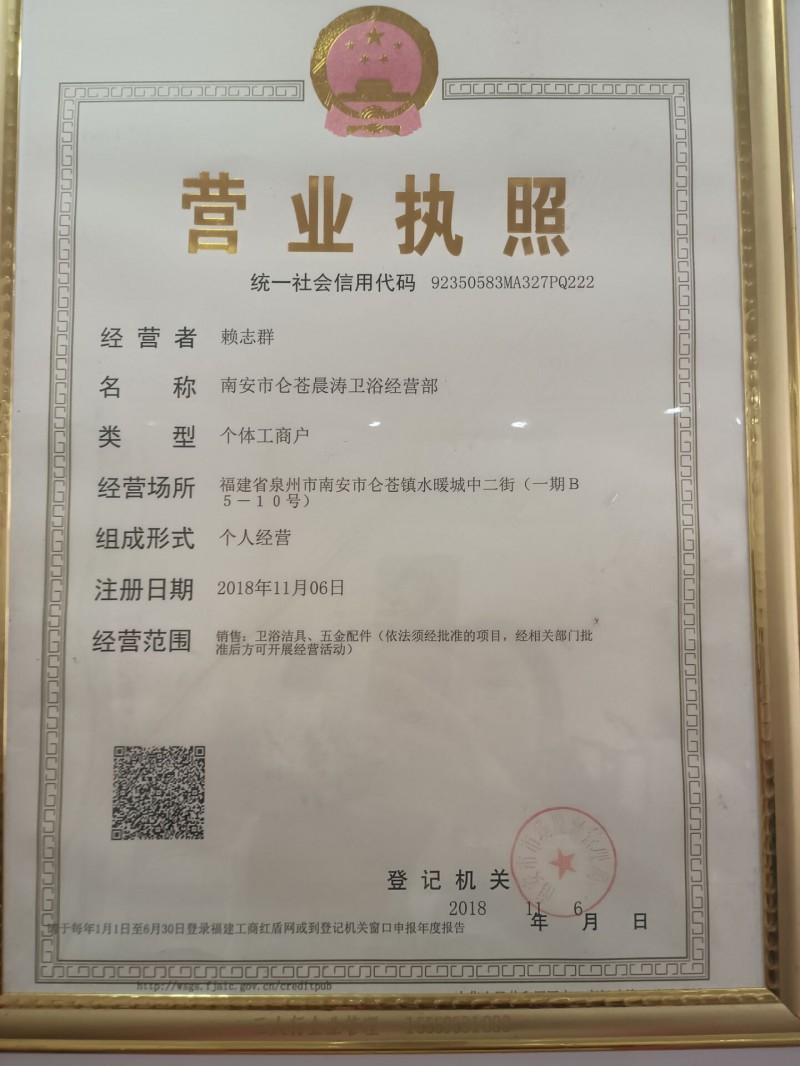 营业执照
统一社会信用代码 92350583MA327PQ222
经营者 赖志群
名称 南安市仑苍晨涛卫浴经营部
类型 个体工商户
经营场所 福建省泉州市南安市仑苍镇水暖城中二街（一期B
5－10号）
组成形式 个人经营
注册日期 2018年11月06日
经营范围 销售：卫浴洁具、五金配件（依法须经批准的项目，经相关部门批
准后方可开展经营活动）
登记机关
2018 年 11 月 6 日
于每年1月1日至6月30日登录福建工商红盾网或到登记机关窗口申报年度报告
http://wsgs.fjaic.gov.cn/creditpub